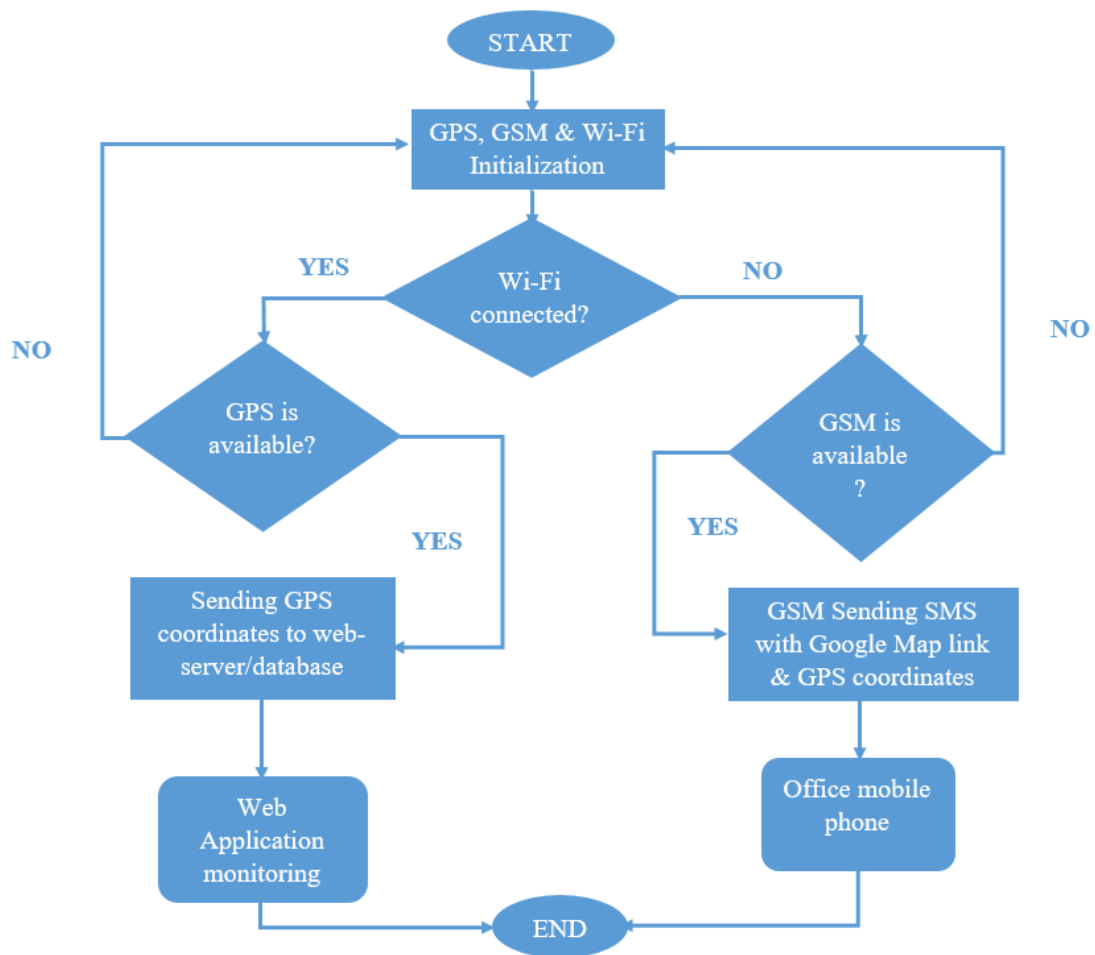 START
GPS, GSM & Wi-Fi
Initialization
YES
NO
Wi-Fi
connected?
NO
NO
GPS is
available?
GSM is
available
?
YES
YES
Sending GPS
coordinates to web-
server/database
GSM Sending SMS
with Google Map link
& GPS coordinates
Web
Application
monitoring
Office mobile
phone
END